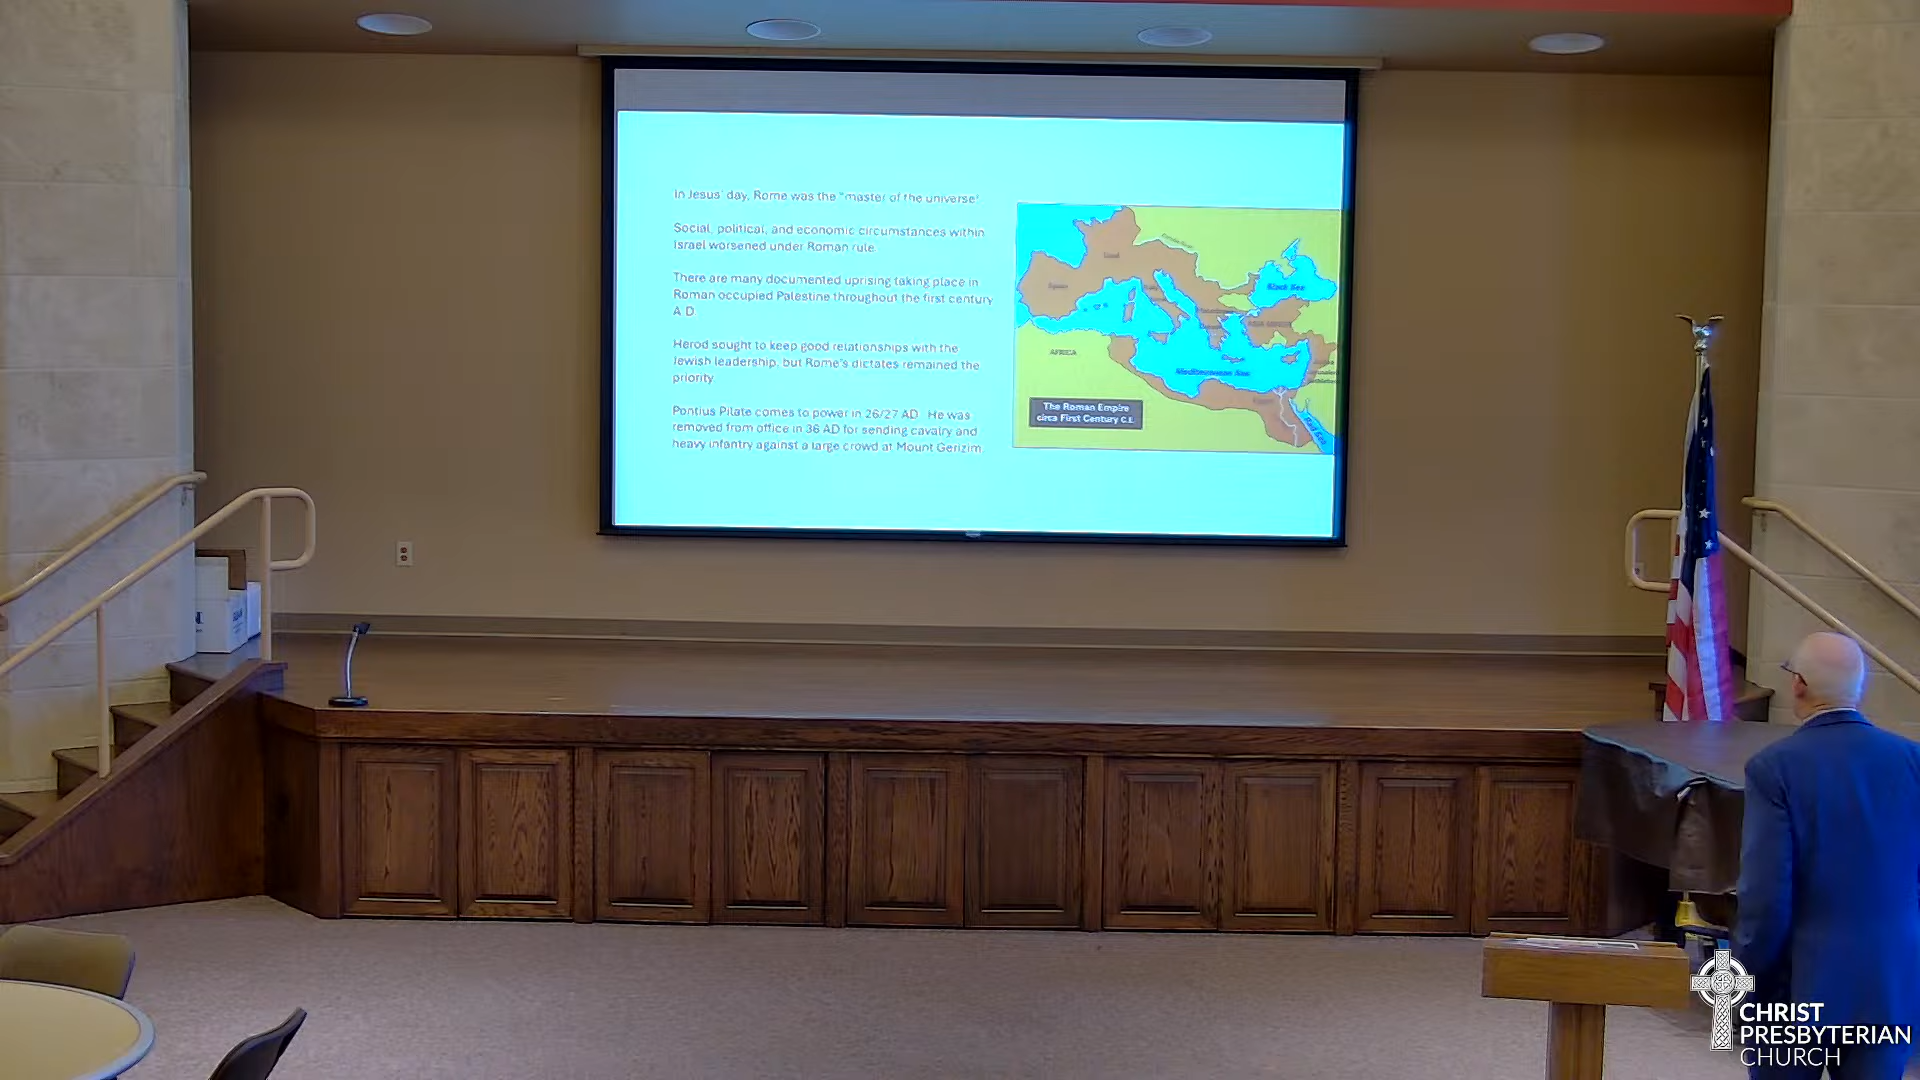 In Jesus' day, Rome was the "master of the universe"
Social, political, and economic circumstances within
Israel worsened under Roman rule
There are many documented uprising taking place in
Roman occupied Palestine throughout the first century
A.D.
Herod sought to keep good relationships with the
Jewish leadership, but Rome's dictates remained the
priority.
Pontius Pilate comes to power in 26/27 AD. He was
removed from office in 36 AD for sending cavalry and
heavy infantry against a large crowd at Mount Gerizim
Gaul
Spain
Black Sea
AFRICA
Mediterranean Sea
Egypt
Red Sea
The Roman Empire
circa First Century C.E.
CHRIST
PRESBYTERIAN
CHURCH